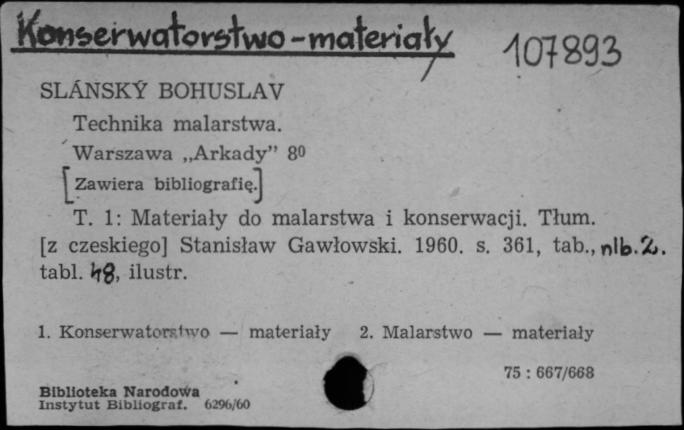 Konserwatorstwo - materiały
107893
SLÁNSKÝ BOHUSLAV
Technika malarstwa.
Warszawa „Arkady” 8⁰
[Zawiera bibliografię.]
T. 1: Materiały do malarstwa i konserwacji. Tłum.
[z czeskiego] Stanisław Gawłowski. 1960. s. 361, tab., nlb. 2.
tabl. 48, ilustr.
1. Konserwatorstwo — materiały 2. Malarstwo — materiały
75 : 667/668
Biblioteka Narodowa
Instytut Bibliograf. 6296/60